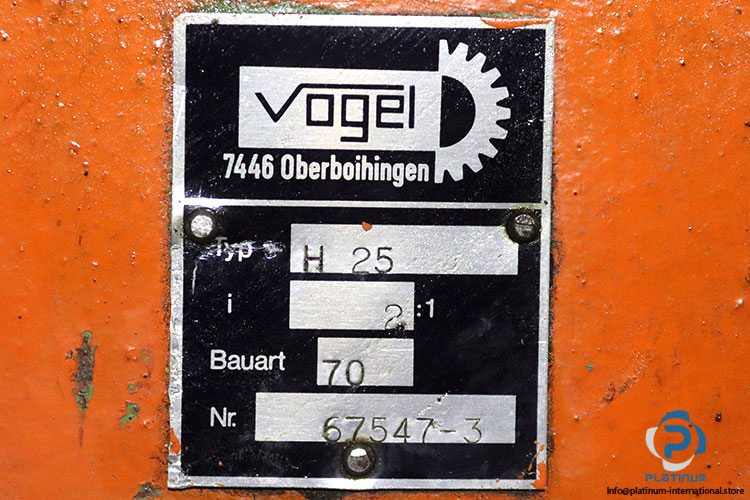 Vogel
7446 Oberboihingen
Typ H 25
i 2 :1
Bauart 70
Nr. 67547-3
PLATINUM
info@platinum-international.store